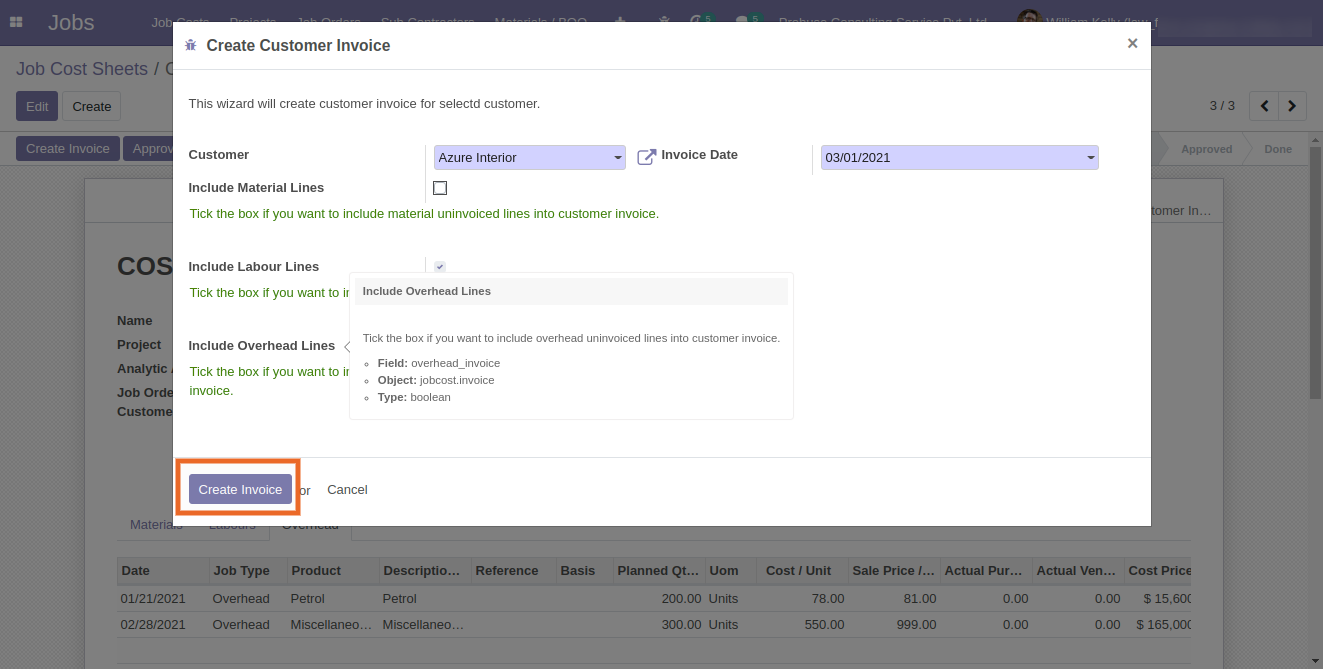 Jobs
Job Costs Projects Job Orders Sub Contractors Materials / BOQ 5 5 Probuse Consulting Service Pvt. Ltd.
Create Customer Invoice ×
Job Cost Sheets /
This wizard will create customer invoice for selectd customer.
Edit Create 3 / 3
Create Invoice Approved Done
Customer Azure Interior Invoice Date 03/01/2021
Include Material Lines
Tick the box if you want to include material uninvoiced lines into customer invoice.
tomer In…
COS
Include Labour Lines
Tick the box if you want to
Include Overhead Lines
Name
Tick the box if you want to include overhead uninvoiced lines into customer invoice.
Project Include Overhead Lines
Field: overhead_invoice
Analytic Tick the box if you want to
Object: jobcost.invoice
invoice.
Type: boolean
Job Orde
Custome
Create Invoice or Cancel
Materials Labours Overhead
Date Job Type Product Descriptio… Reference Basis Planned Qt… Uom Cost / Unit Sale Price /… Actual Pur… Actual Ven… Cost Price
01/21/2021 Overhead Petrol Petrol 200.00 Units 78.00 81.00 0.00 0.00 $ 15,600
02/28/2021 Overhead Miscellaneo… Miscellaneo… 300.00 Units 550.00 999.00 0.00 0.00 $ 165,000